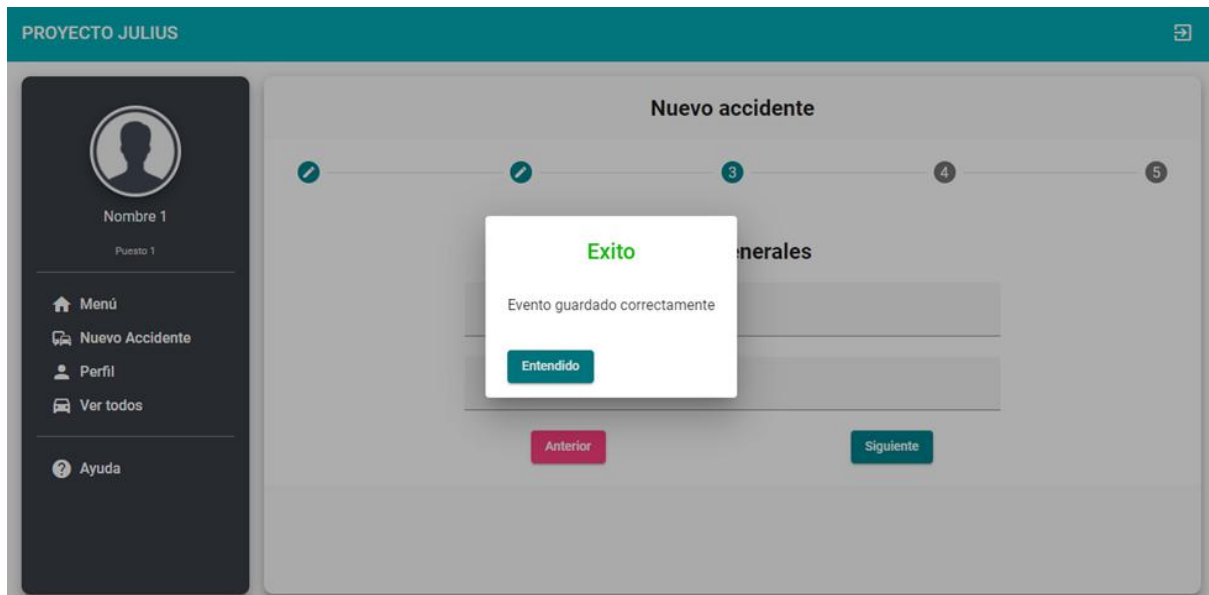 PROYECTO JULIUS
Nombre 1
Puesto 1
Menú
Nuevo Accidente
Perfil
Ver todos
Ayuda
Nuevo accidente
3
4
5
enerales
Exito
Evento guardado correctamente
Entendido
Anterior
Siguiente